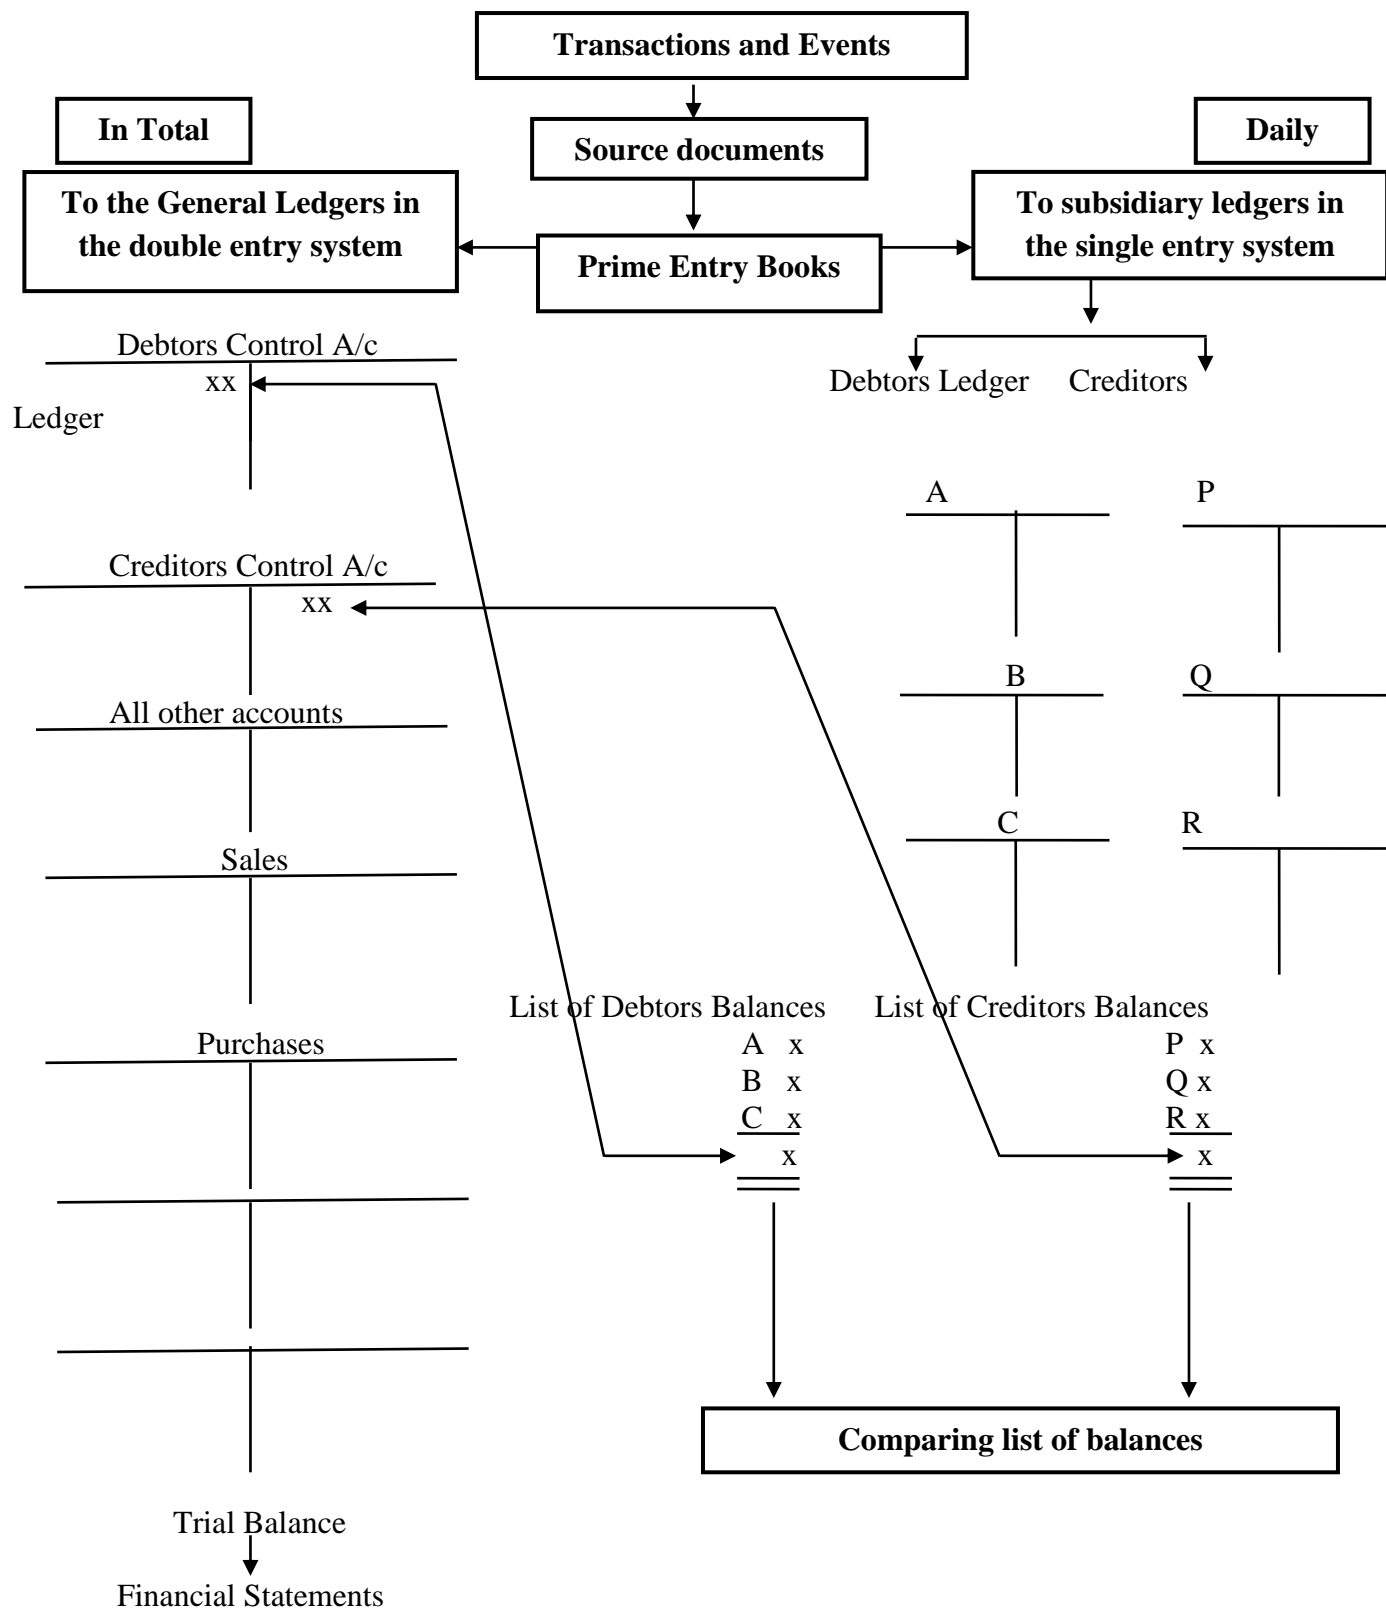 Transactions and Events
In Total
Daily
Source documents
To the General Ledgers in
the double entry system
To subsidiary ledgers in
the single entry system
Prime Entry Books
Debtors Control A/c
xx
Ledger
Debtors Ledger Creditors
A
P
Creditors Control A/c
xx
B
Q
All other accounts
C
R
Sales
List of Debtors Balances
List of Creditors Balances
Purchases
A x
P x
B x
Q x
C x
R x
x
x
Comparing list of balances
Trial Balance
Financial Statements